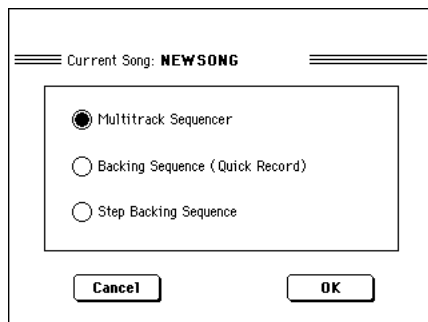 Current Song: NEWSONG
Multitrack Sequencer
Backing Sequence (Quick Record)
Step Backing Sequence
Cancel OK